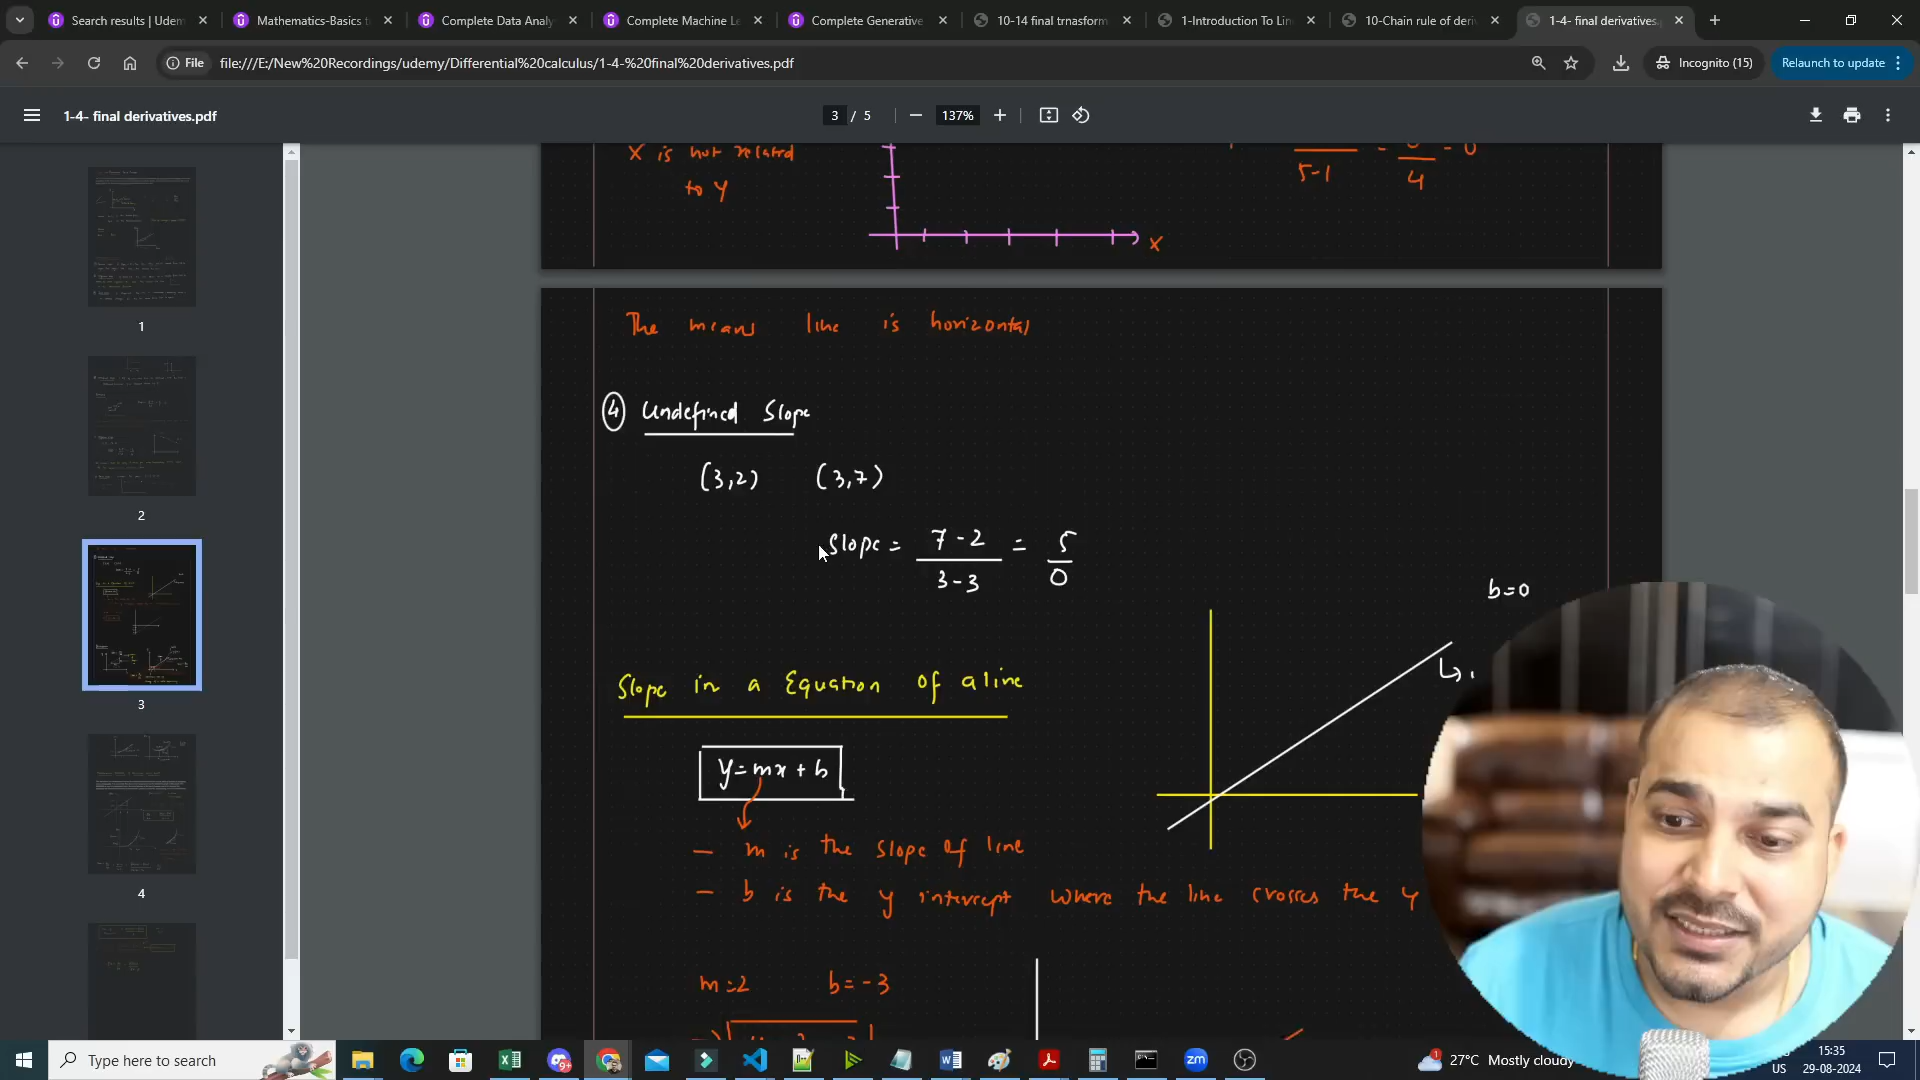 Search results | Udem
Mathematics-Basics t
Complete Data Analy
Complete Machine Le
Complete Generative
10-14 final trnasform
1-Introduction To Lin
10-Chain rule of deri
1-4- final derivatives.
File
file:///E:/New%20Recordings/udemy/Differential%20calculus/1-4-%20final%20derivatives.pdf
Incognito (15)
Relaunch to update
1-4- final derivatives.pdf
3 / 5
137%
1
2
3
4
X is not related
to Y
5-1
4
= 0
X
The means line is horizontal
④ Undefined Slope
(3,2) (3,7)
Slope = 7-2 / 3-3 = 5 / 0
b=0
Slope in a Equation of a line
y=mx+b
- m is the slope of line
- b is the y intercept where the line crosses the y
m=2 b=-3
Type here to search
9+
zm
1
27°C Mostly cloudy
15:35
US
29-08-2024